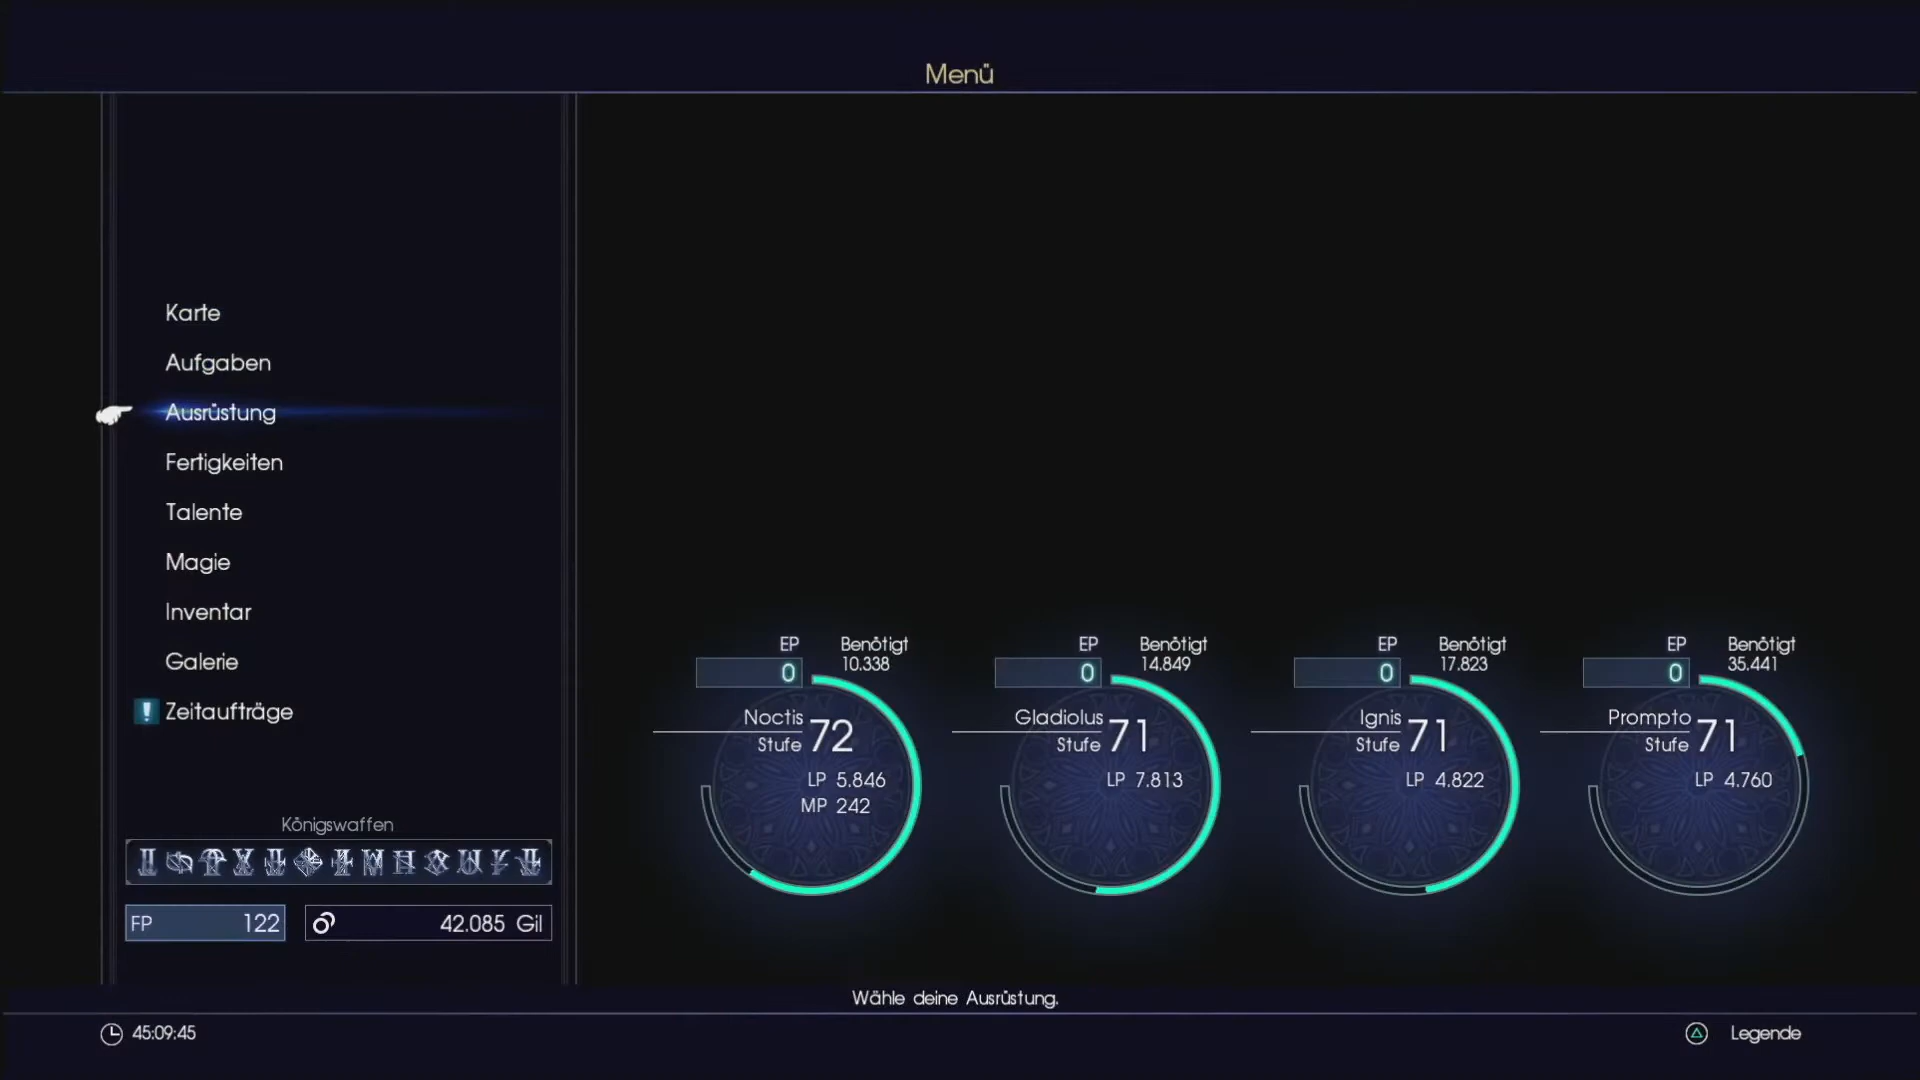 Menü
Karte
Aufgaben
Ausrüstung
Fertigkeiten
Talente
Magie
Inventar
Galerie
! Zeitaufträge
Königswaffen
FP 122
42.085 Gil
EP Benötigt
0 10.338
Noctis
Stufe 72
LP 5.846
MP 242
EP Benötigt
0 14.849
Gladiolus
Stufe 71
LP 7.813
EP Benötigt
0 17.823
Ignis
Stufe 71
LP 4.822
EP Benötigt
0 35.441
Prompto
Stufe 71
LP 4.760
Wähle deine Ausrüstung.
45:09:45
Legende